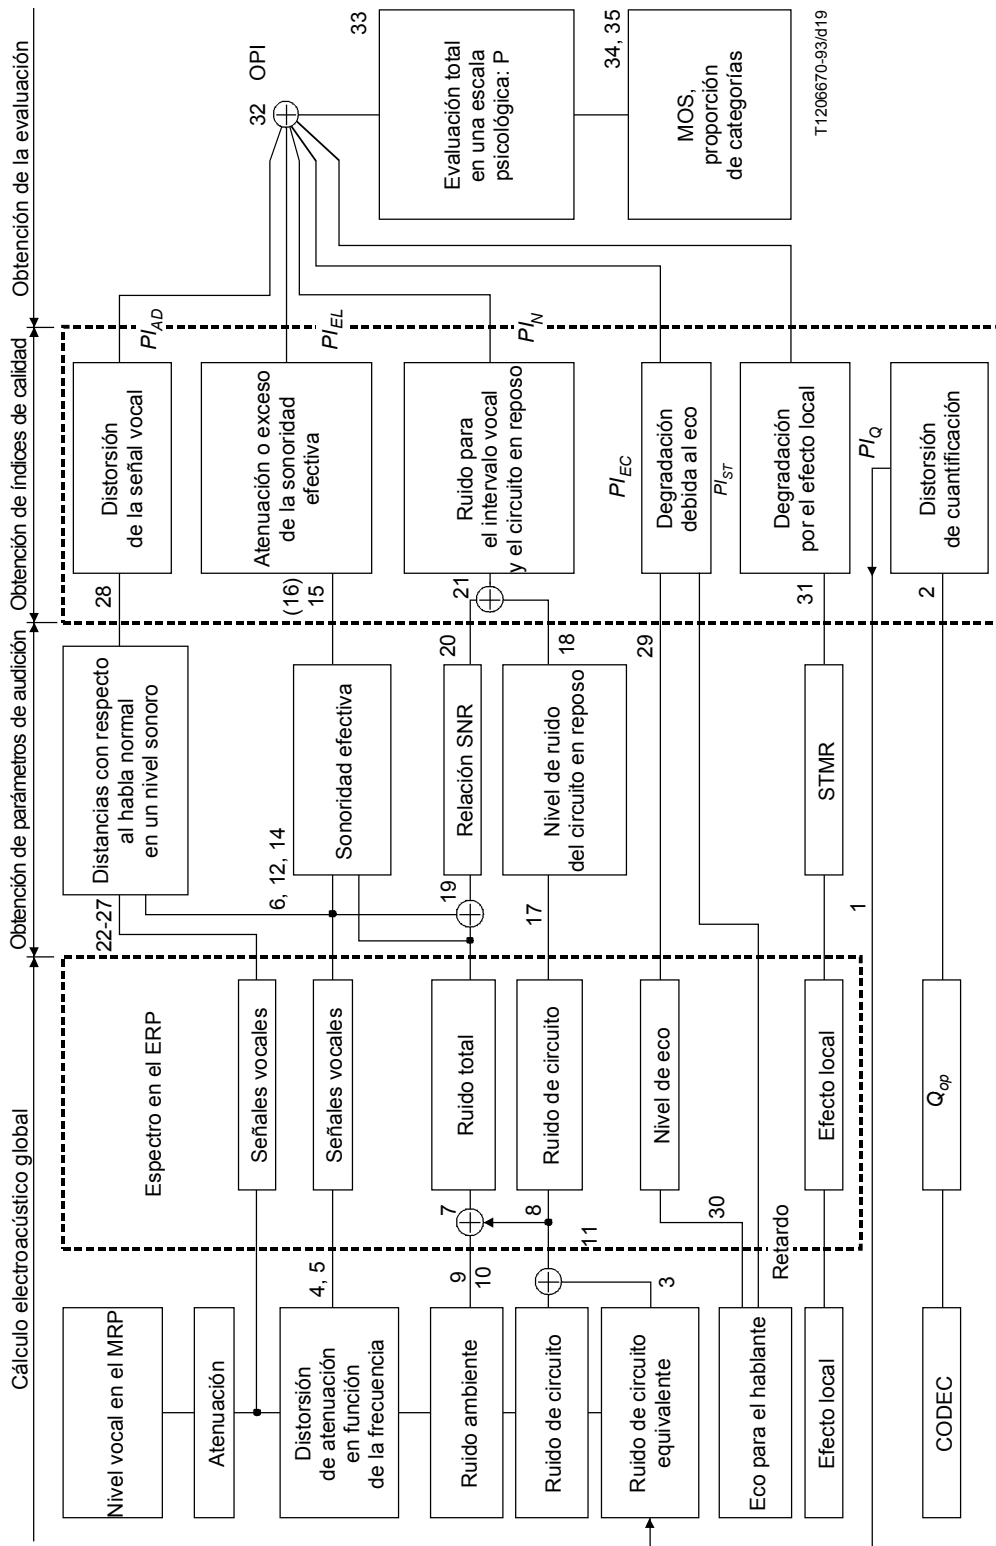 Cálculo electroacústico global
Obtención de parámetros de audición
Obtención de índices de calidad
Obtención de la evaluación
Nivel vocal en el MRP
Atenuación
Distorsión
de atenuación
en función
de la frecuencia
Ruido ambiente
Ruido de circuito
Ruido de circuito
equivalente
Eco para el hablante
Efecto local
CODEC
4, 5
9
10
11
3
Retardo
Espectro en el ERP
Señales vocales
Señales vocales
7
Ruido total
8
Ruido de circuito
Nivel de eco
30
Efecto local
Qop
22-27
6, 12, 14
19
17
1
Distancias con respecto
al habla normal
en un nivel sonoro
Sonoridad efectiva
Relación SNR
Nivel de ruido
del circuito en reposo
STMR
28
(16)
15
20
21
18
29
31
2
Distorsión
de la señal vocal
Atenuación o exceso
de la sonoridad
efectiva
Ruido para
el intervalo vocal
y el circuito en reposo
Degradación
debida al eco
Degradación
por el efecto local
Distorsión
de cuantificación
PIAD
PIEL
PIN
PIEC
PIST
PIQ
32
OPI
33
Evaluación total
en una escala
psicológica: P
34, 35
MOS,
proporción
de categorías
T1206670-93/d19